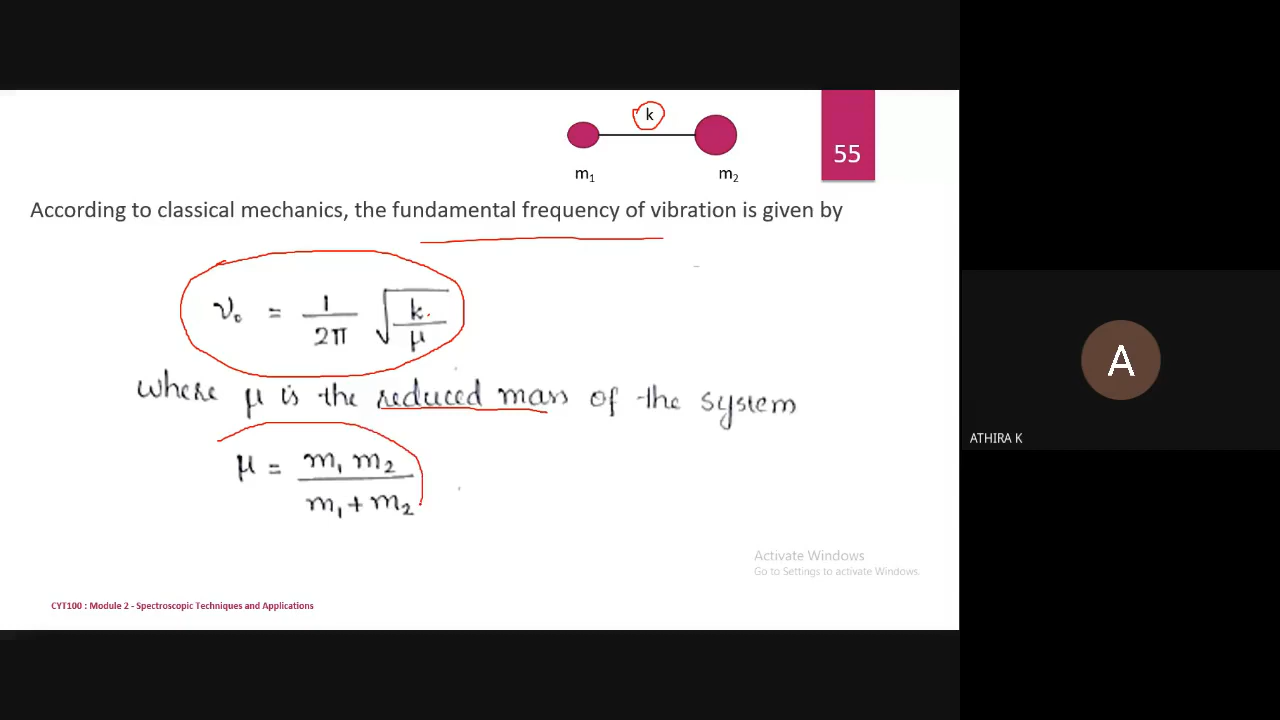 k
55
m₁ m₂
According to classical mechanics, the fundamental frequency of vibration is given by
ν₀ = 1/2π √(k/μ)
where μ is the reduced mass of the system
μ = m₁ m₂ / m₁ + m₂
A
ATHIRA K
Activate Windows
Go to Settings to activate Windows.
CYT100 : Module 2 - Spectroscopic Techniques and Applications